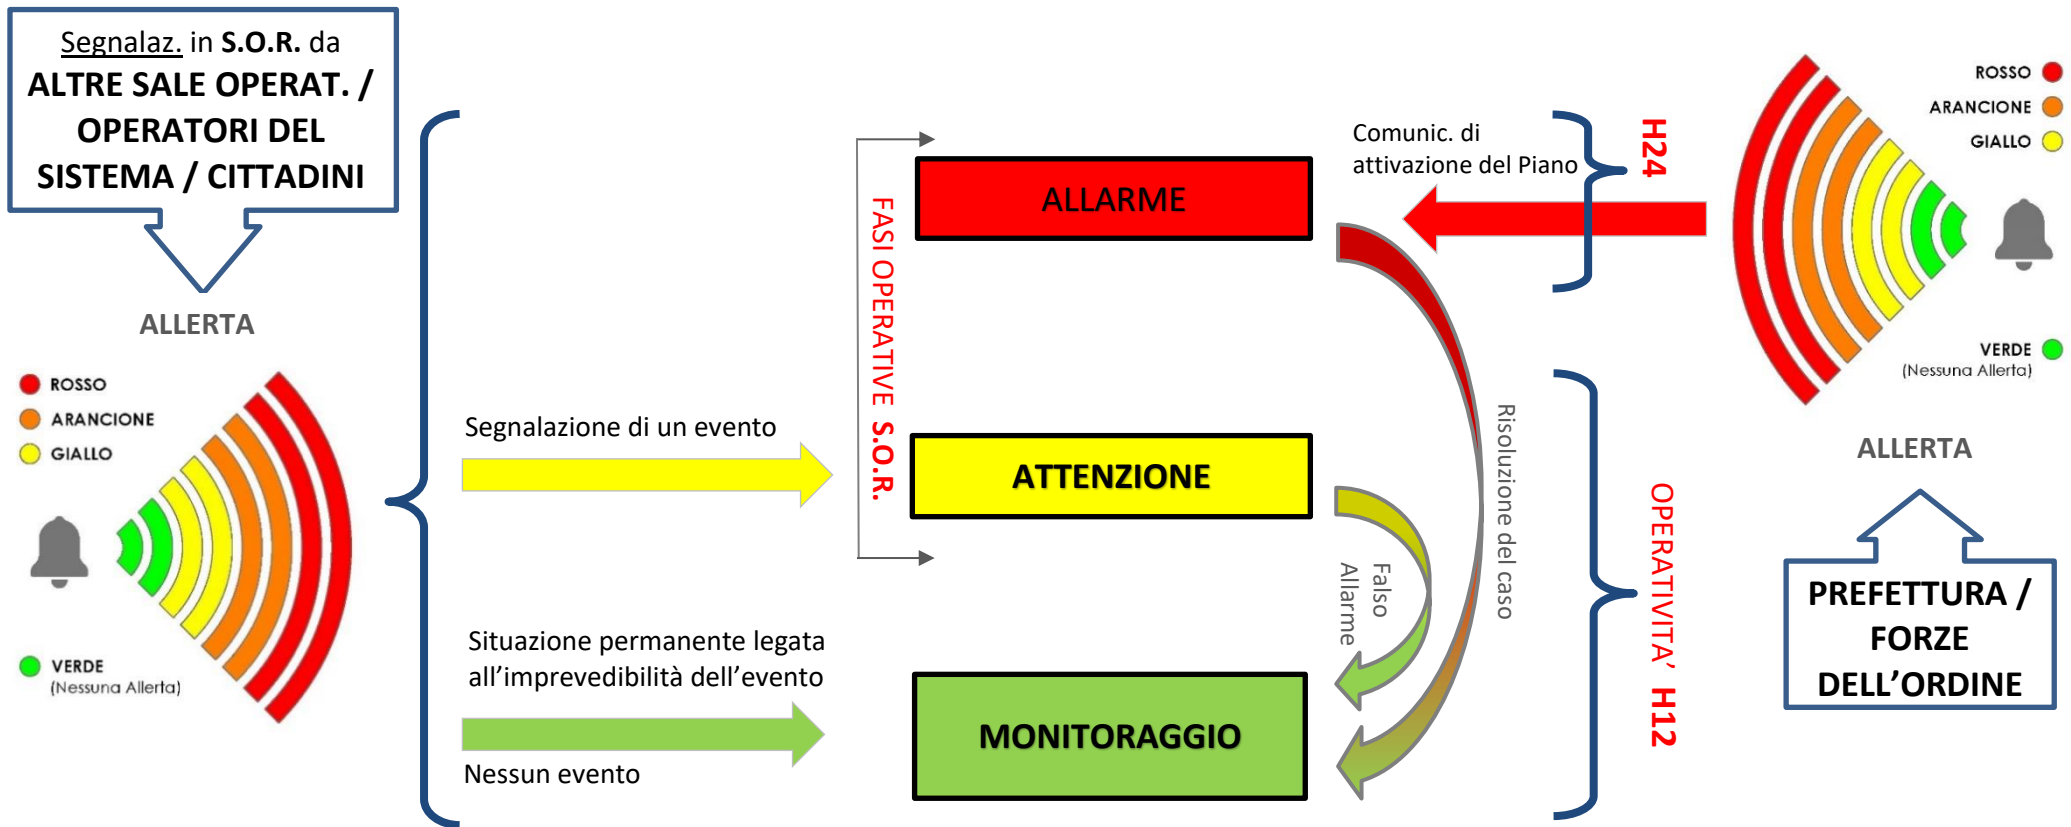 Segnalaz. in S.O.R. da
ALTRE SALE OPERAT. /
OPERATORI DEL
SISTEMA / CITTADINI
ALLERTA
ROSSO
ARANCIONE
GIALLO
VERDE
(Nessuna Allerta)
Segnalazione di un evento
Situazione permanente legata
all’imprevedibilità dell’evento
Nessun evento
FASI OPERATIVE S.O.R.
ALLARME
ATTENZIONE
MONITORAGGIO
Comunic. di
attivazione del Piano
Falso
Allarme
Risoluzione del caso
H24
OPERATIVITA’ H12
ROSSO
ARANCIONE
GIALLO
VERDE
(Nessuna Allerta)
ALLERTA
PREFETTURA /
FORZE
DELL’ORDINE